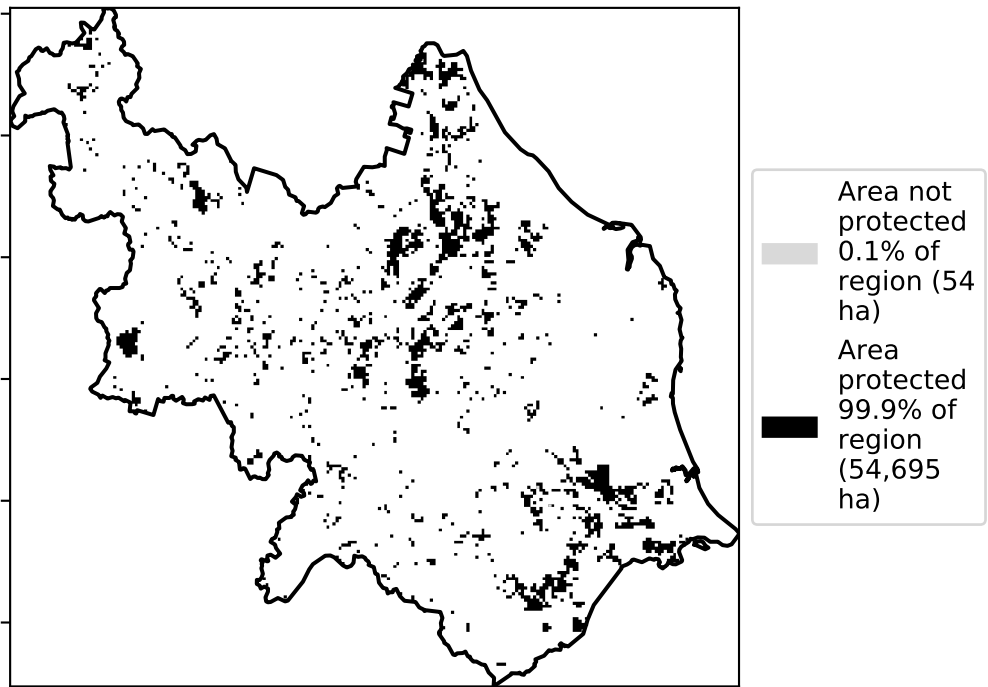 Area not
protected
0.1% of
region (54
ha)
Area
protected
99.9% of
region
(54,695
ha)